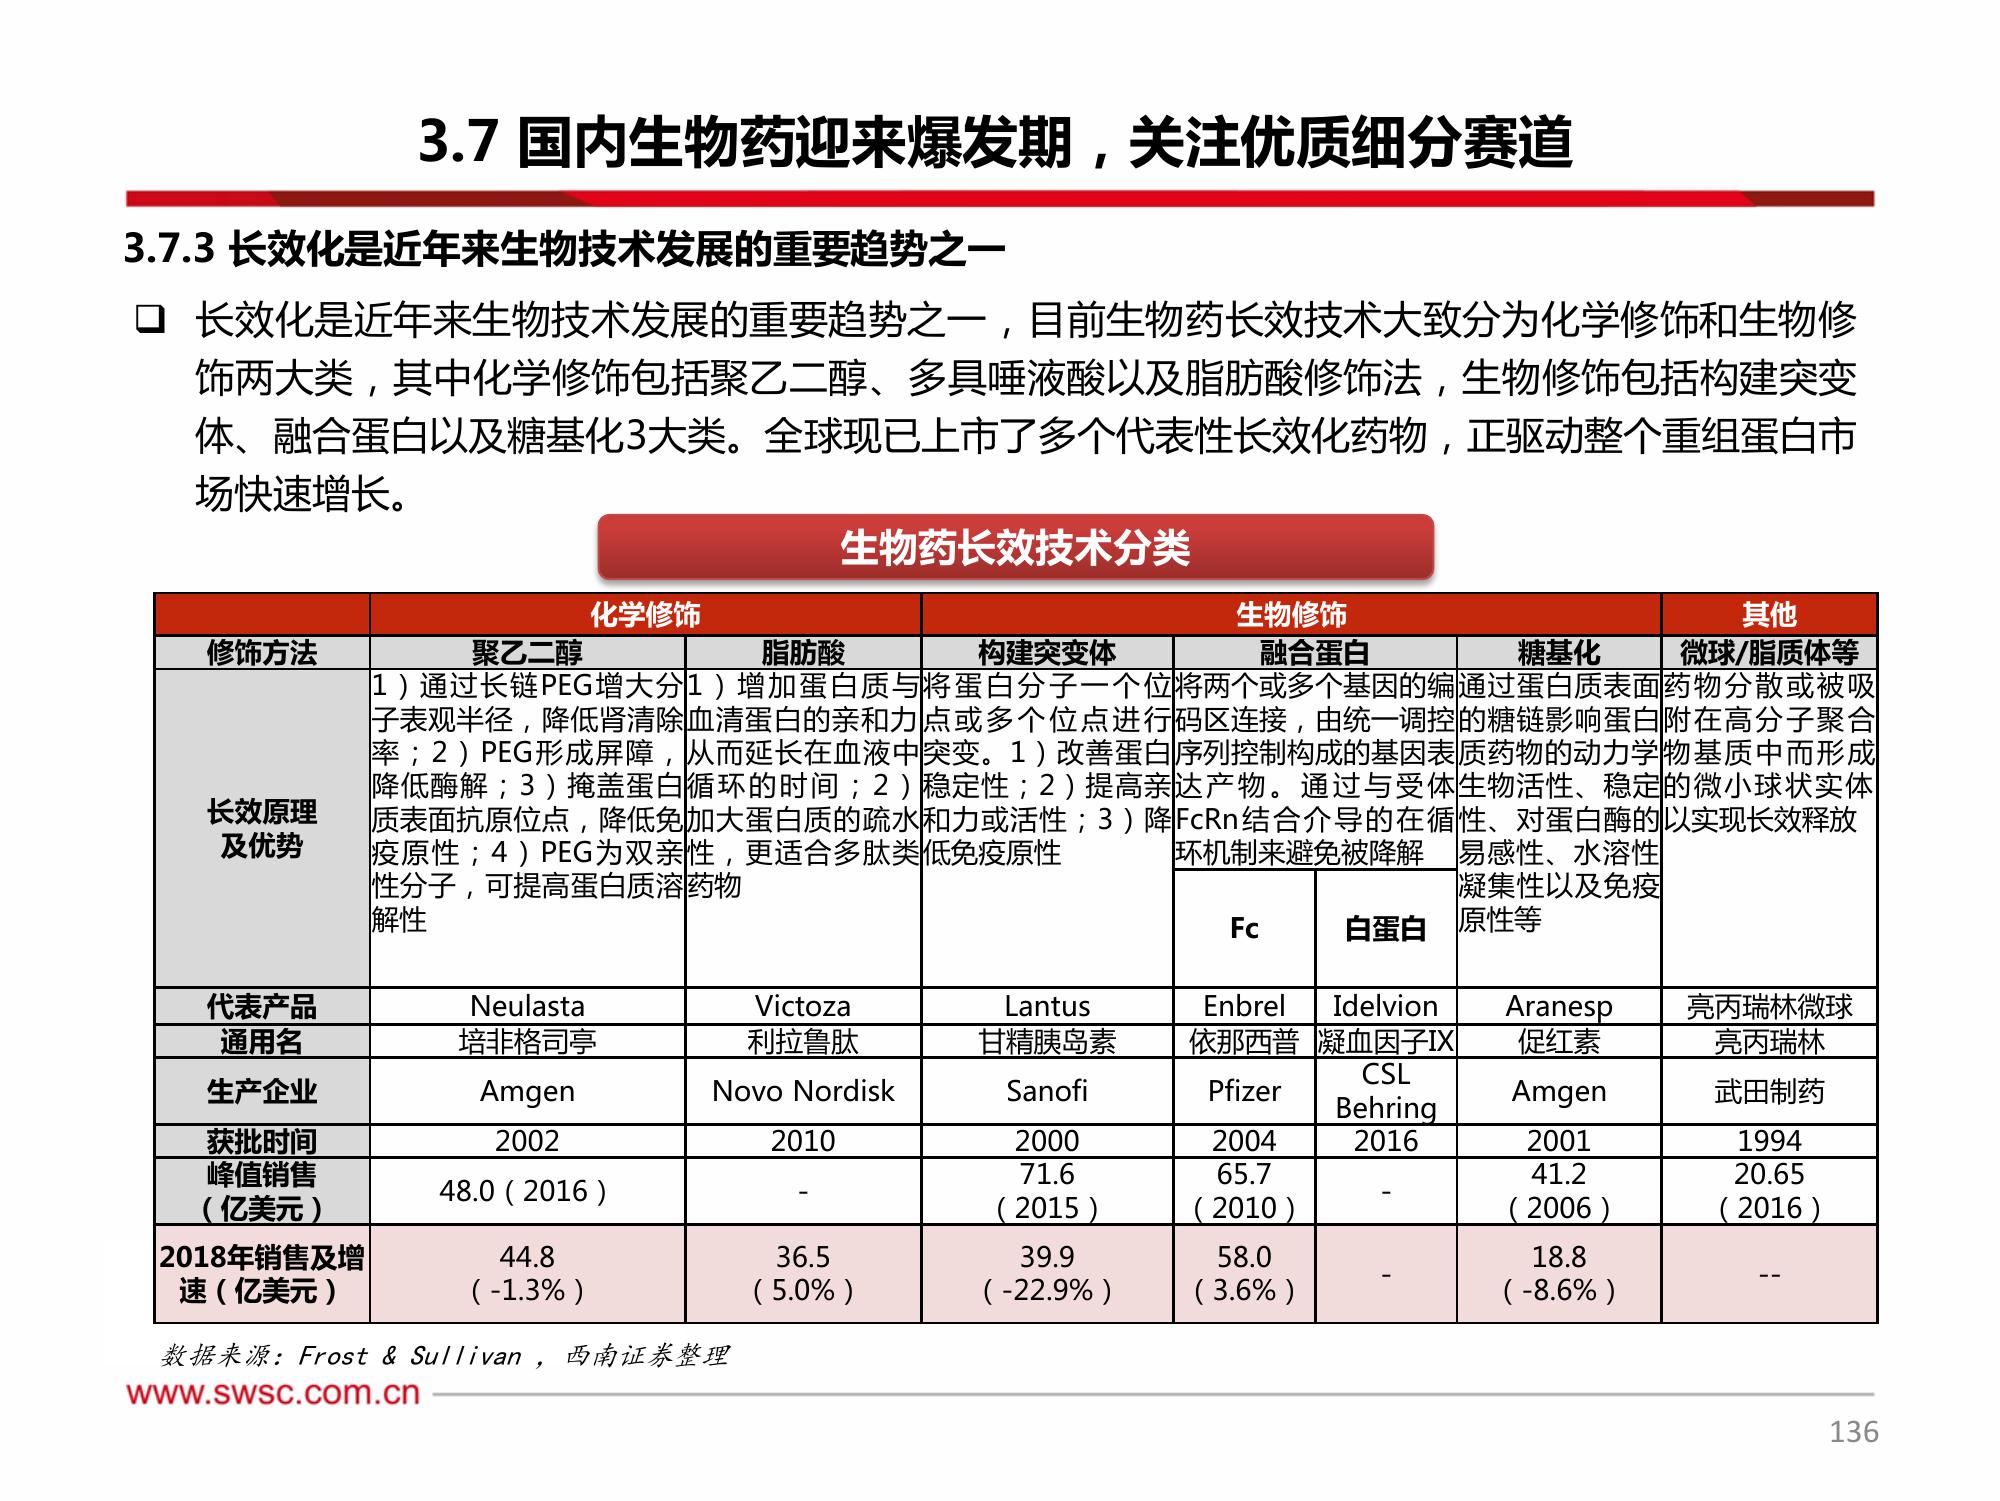 3.7 国内生物药迎来爆发期，关注优质细分赛道
3.7.3 长效化是近年来生物技术发展的重要趋势之一
❑ 长效化是近年来生物技术发展的重要趋势之一，目前生物药长效技术大致分为化学修饰和生物修
饰两大类，其中化学修饰包括聚乙二醇、多具唾液酸以及脂肪酸修饰法，生物修饰包括构建突变
体、融合蛋白以及糖基化3大类。全球现已上市了多个代表性长效化药物，正驱动整个重组蛋白市
场快速增长。
生物药长效技术分类
化学修饰 生物修饰 其他
修饰方法 聚乙二醇 脂肪酸 构建突变体 融合蛋白 糖基化 微球/脂质体等
长效原理
及优势
1）通过长链PEG增大分
子表观半径，降低肾清除
率；2）PEG形成屏障，
降低酶解；3）掩盖蛋白
质表面抗原位点，降低免
疫原性；4）PEG为双亲
性分子，可提高蛋白质溶
解性
1）增加蛋白质与
血清蛋白的亲和力
从而延长在血液中
循环的时间；2）
加大蛋白质的疏水
性，更适合多肽类
药物
将蛋白分子一个位
点或多个位点进行
突变。1）改善蛋白
稳定性；2）提高亲
和力或活性；3）降
低免疫原性
将两个或多个基因的编
码区连接，由统一调控
序列控制构成的基因表
达产物。通过与受体
FcRn结合介导的在循
环机制来避免被降解
Fc 白蛋白
通过蛋白质表面
的糖链影响蛋白
质药物的动力学
生物活性、稳定
性、对蛋白酶的
易感性、水溶性
凝集性以及免疫
原性等
药物分散或被吸
附在高分子聚合
物基质中而形成
的微小球状实体
以实现长效释放
代表产品 Neulasta Victoza Lantus Enbrel Idelvion Aranesp 亮丙瑞林微球
通用名 培非格司亭 利拉鲁肽 甘精胰岛素 依那西普 凝血因子IX 促红素 亮丙瑞林
生产企业 Amgen Novo Nordisk Sanofi Pfizer CSL Behring Amgen 武田制药
获批时间 2002 2010 2000 2004 2016 2001 1994
峰值销售
（亿美元） 48.0（2016） - 71.6（2015） 65.7（2010） - 41.2（2006） 20.65（2016）
2018年销售及增
速（亿美元） 44.8（-1.3%） 36.5（5.0%） 39.9（-22.9%） 58.0（3.6%） - 18.8（-8.6%） --
数据来源：Frost & Sullivan ，西南证券整理
www.swsc.com.cn
136